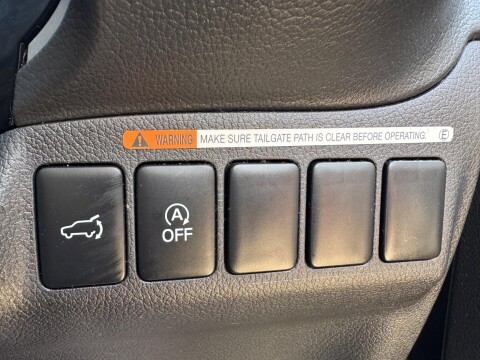 WARNING MAKE SURE TAILGATE PATH IS CLEAR BEFORE OPERATING. E
A
OFF